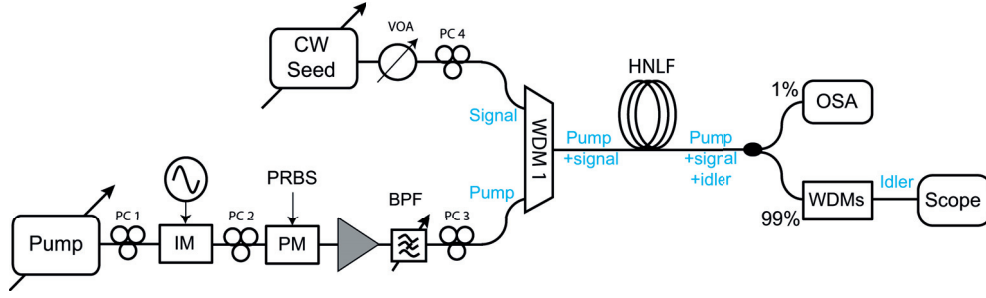 CW
Seed
VOA
PC 4
HNLF
1%
OSA
Signal
WDM 1
Pump
+signal
Pump
+signal
+idler
PRBS
Pump
BPF
PC 3
99%
WDMs
Idler
Scope
Pump
PC 1
IM
PC 2
PM